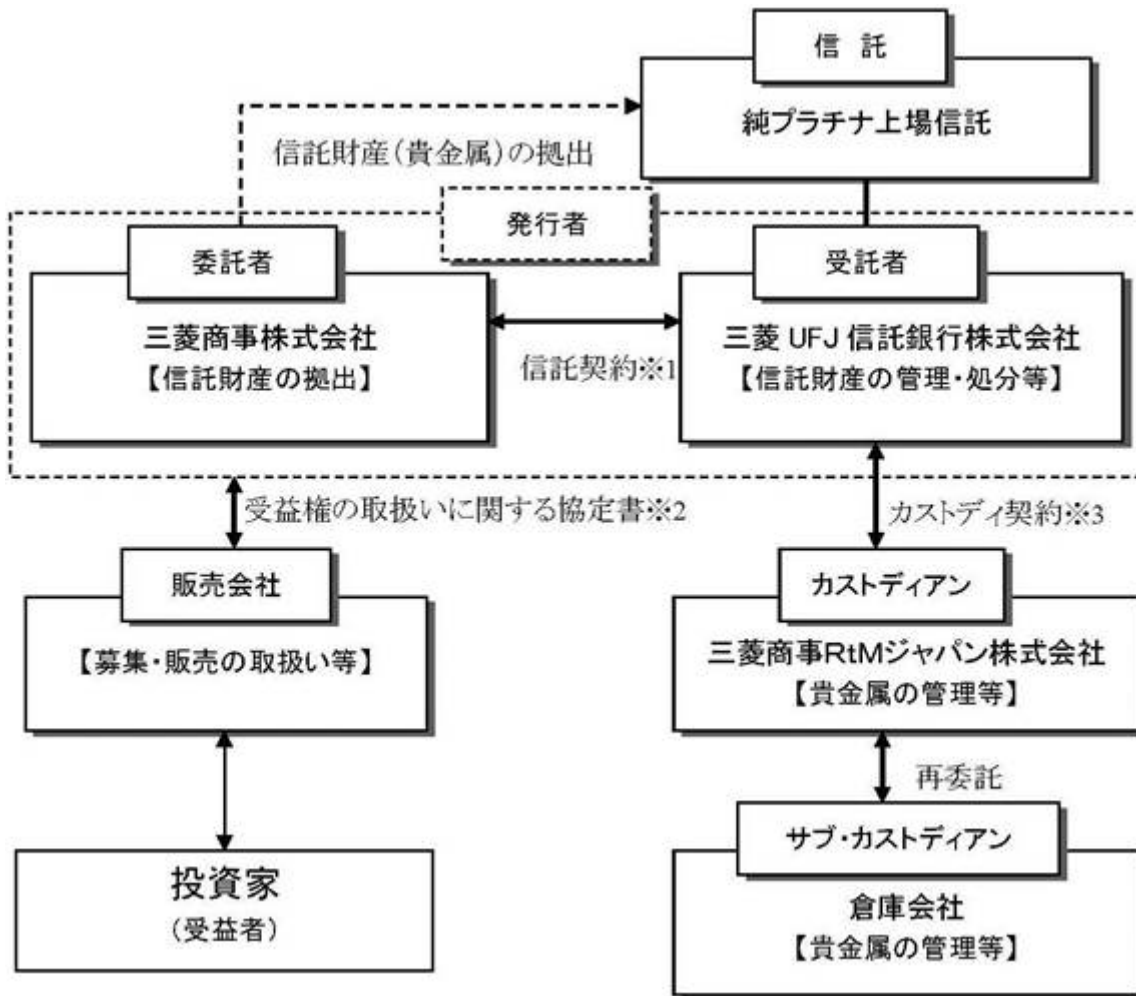 信 託
純プラチナ上場信託
信託財産(貴金属)の拠出
発行者
委託者
三菱商事株式会社
【信託財産の拠出】
信託契約※1
受託者
三菱 UFJ 信託銀行株式会社
【信託財産の管理・処分等】
受益権の取扱いに関する協定書※2
カストディ契約※3
販売会社
【募集・販売の取扱い等】
カストディアン
三菱商事RtMジャパン株式会社
【貴金属の管理等】
再委託
投資家
(受益者)
サブ・カストディアン
倉庫会社
【貴金属の管理等】